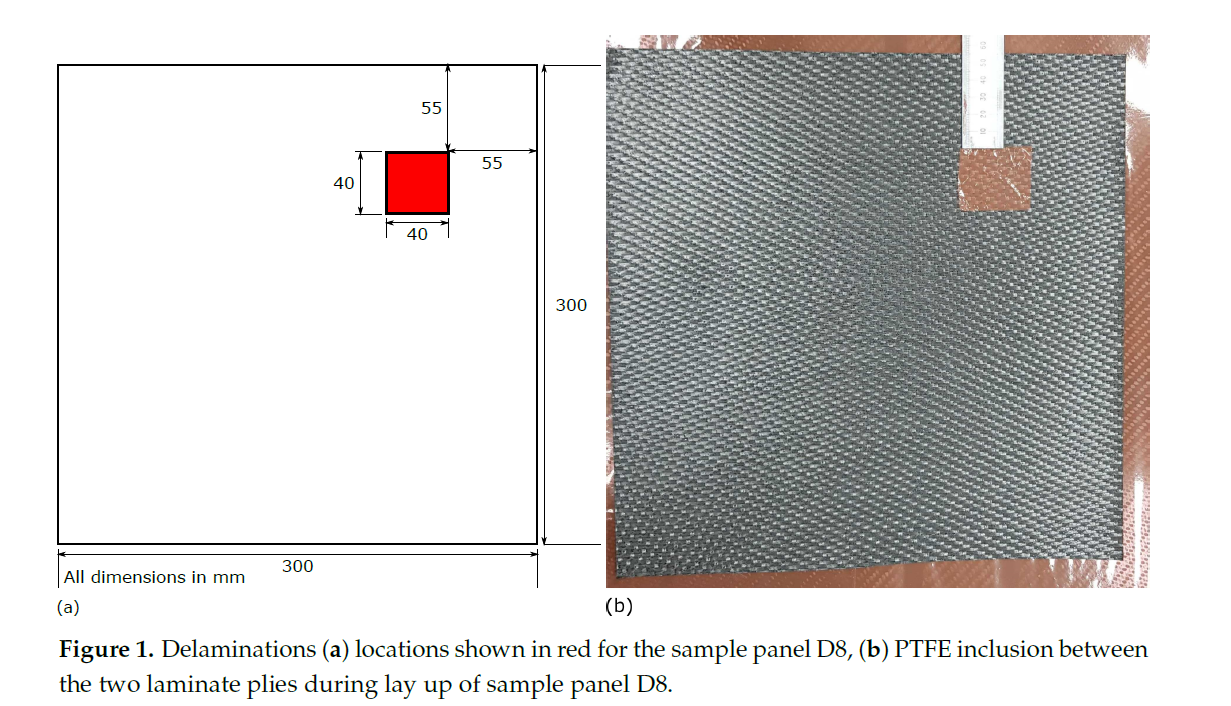 55
55
40
40
300
300
All dimensions in mm
(a)
(b)
Figure 1. Delaminations (a) locations shown in red for the sample panel D8, (b) PTFE inclusion between
the two laminate plies during lay up of sample panel D8.